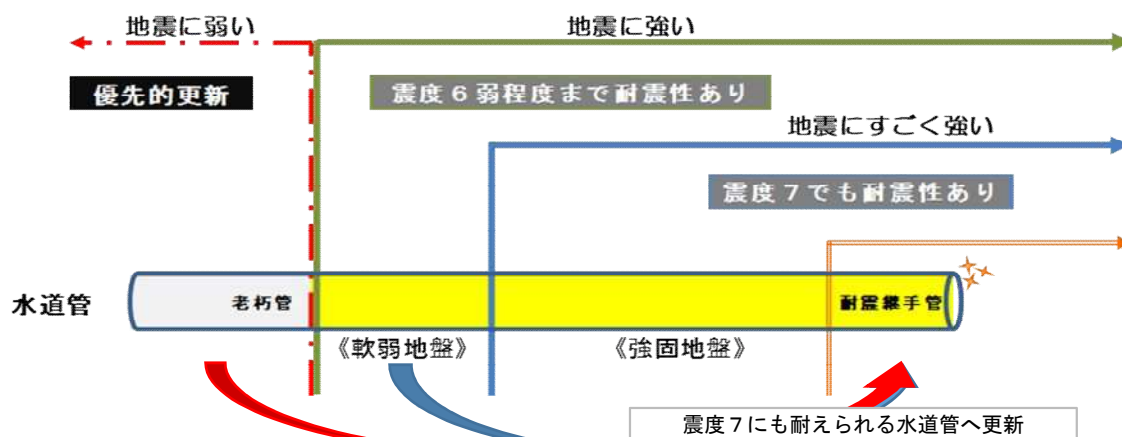 地震に弱い
地震に強い
優先的更新
震度６弱程度まで耐震性あり
地震にすごく強い
震度７でも耐震性あり
水道管
老朽管
耐震継手管
《軟弱地盤》
《強固地盤》
震度７にも耐えられる水道管へ更新